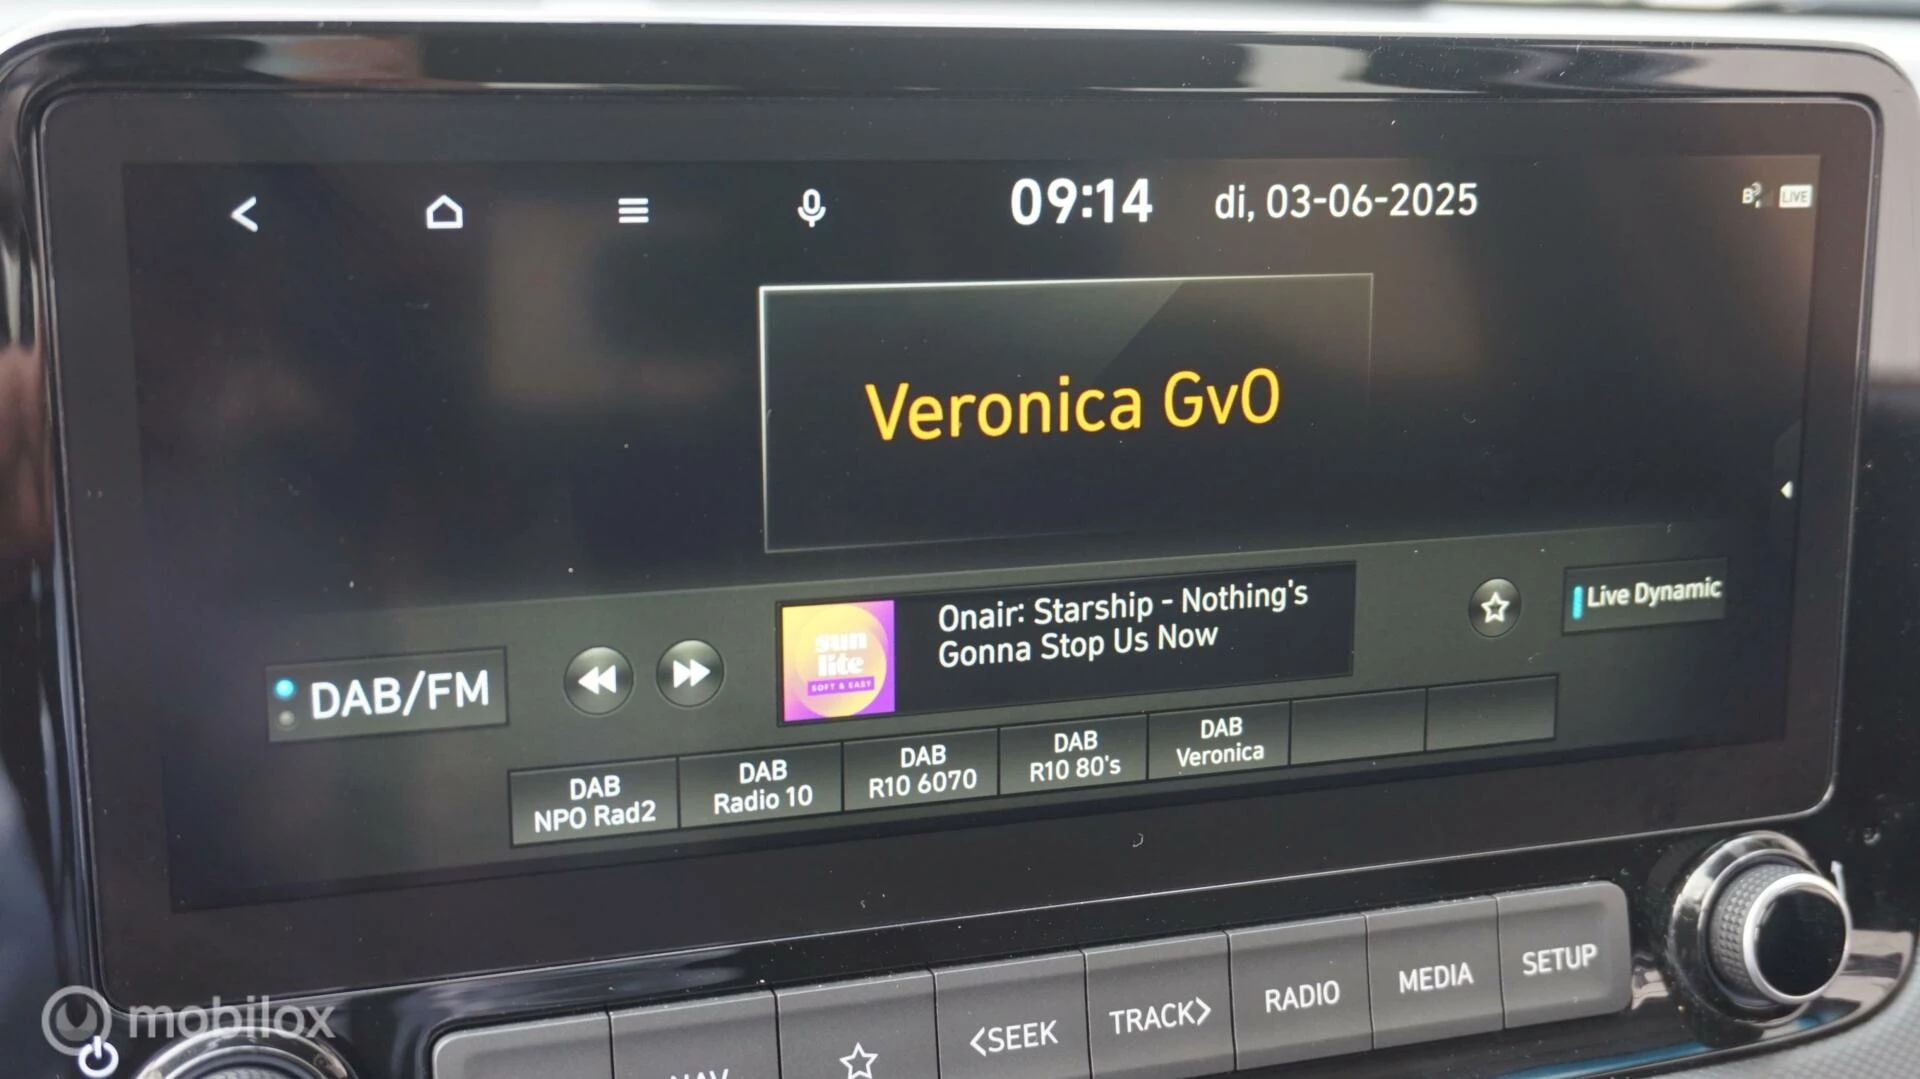 09:14 di, 03-06-2025
LIVE
Veronica GvO
Onair: Starship - Nothing's
Gonna Stop Us Now
sun
lite
SOFT & EASY
Live Dynamic
DAB/FM
DAB
NPO Rad2
DAB
Radio 10
DAB
R10 6070
DAB
R10 80's
DAB
Veronica
NAV
<SEEK
TRACK>
RADIO
MEDIA
SETUP
mobilox